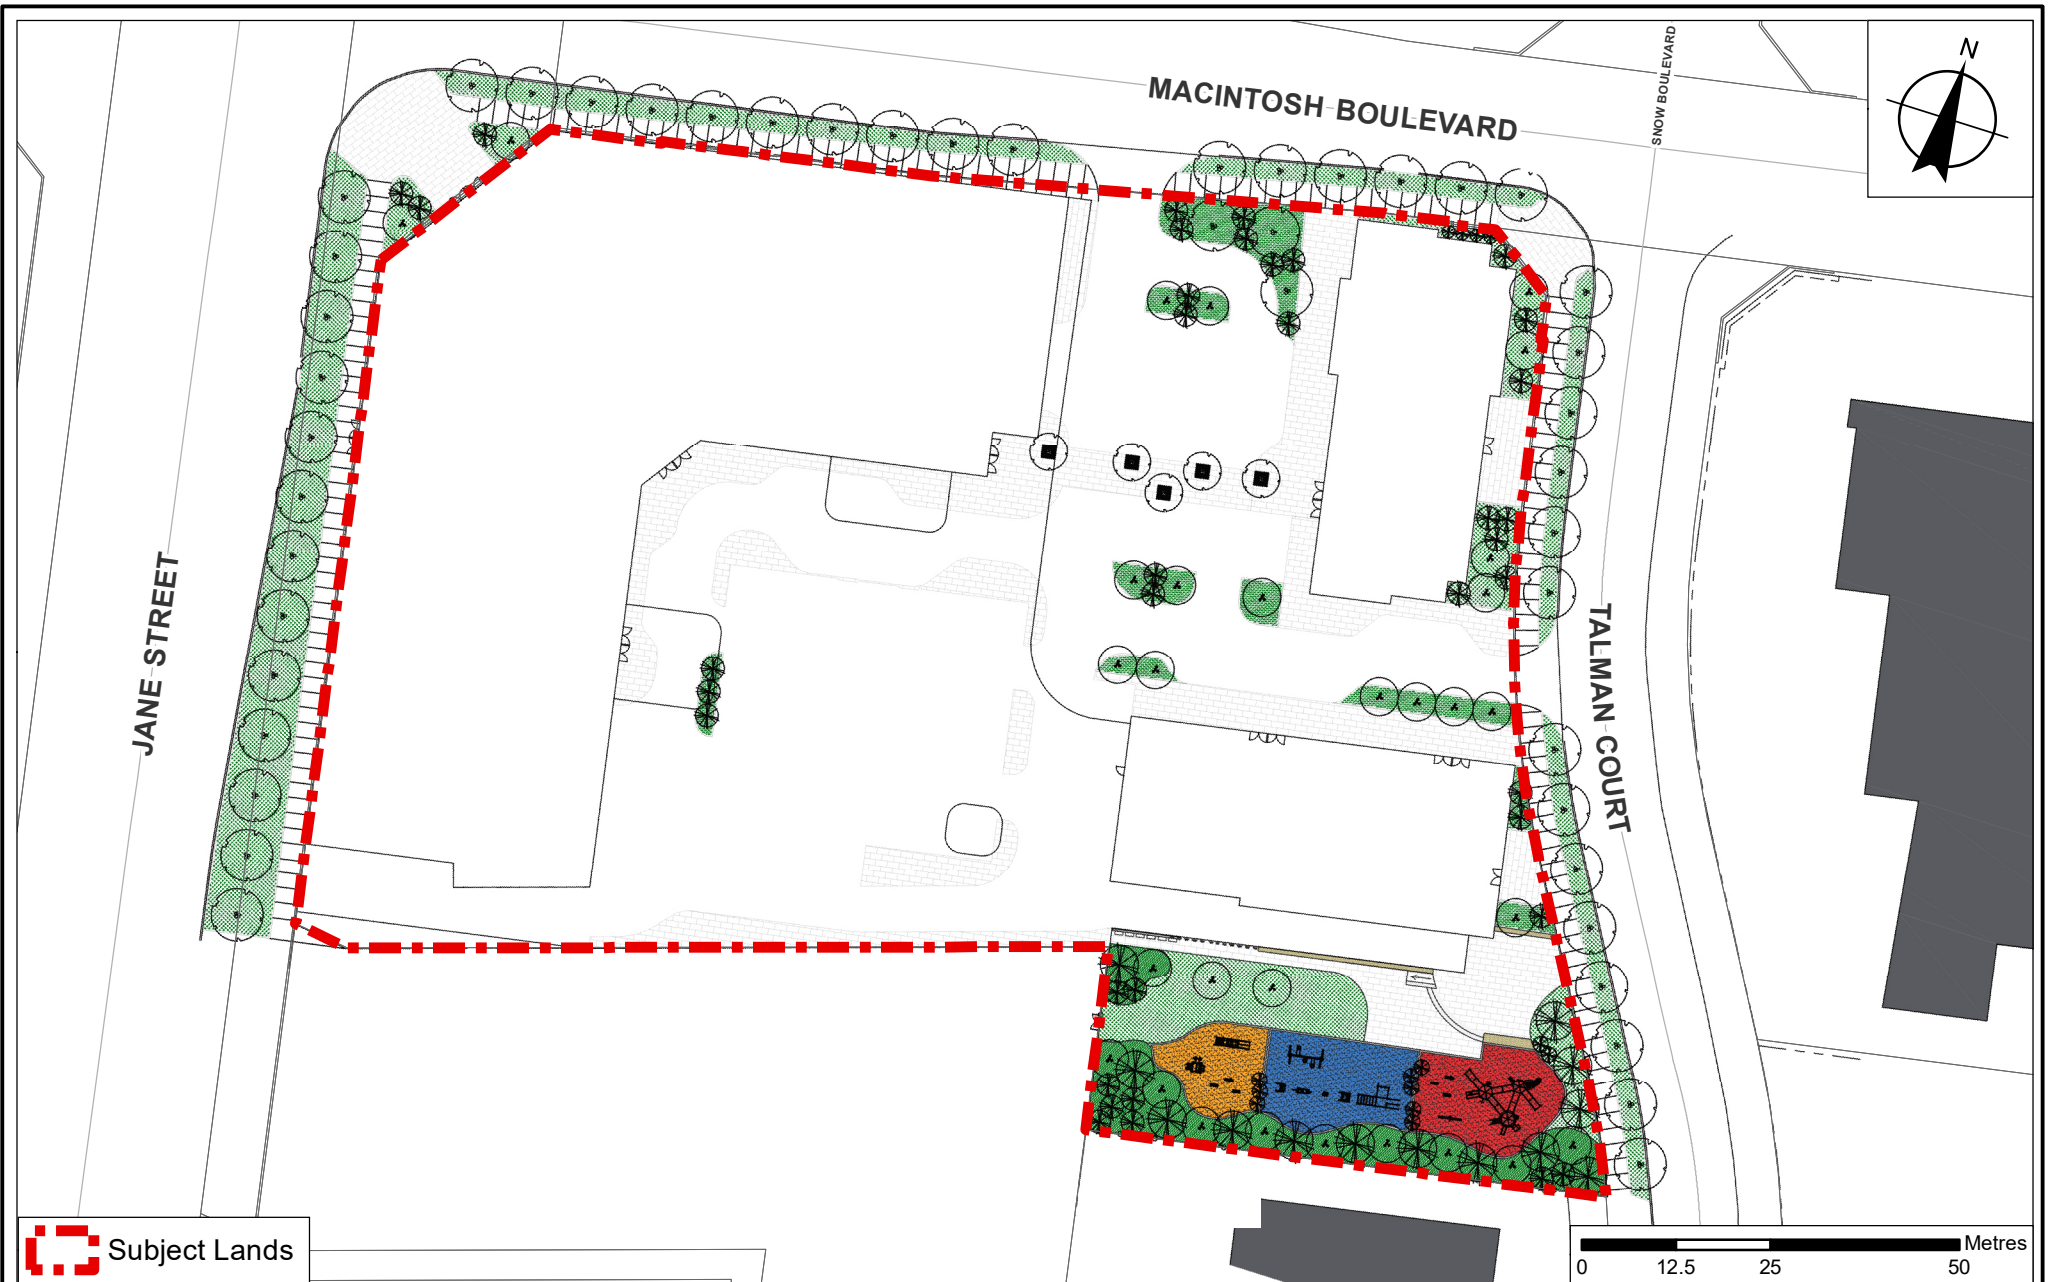 MACINTOSH BOULEVARD
SNOW BOULEVARD
N
JANE STREET
TALMAN COURT
Subject Lands
Metres
0 12.5 25 50